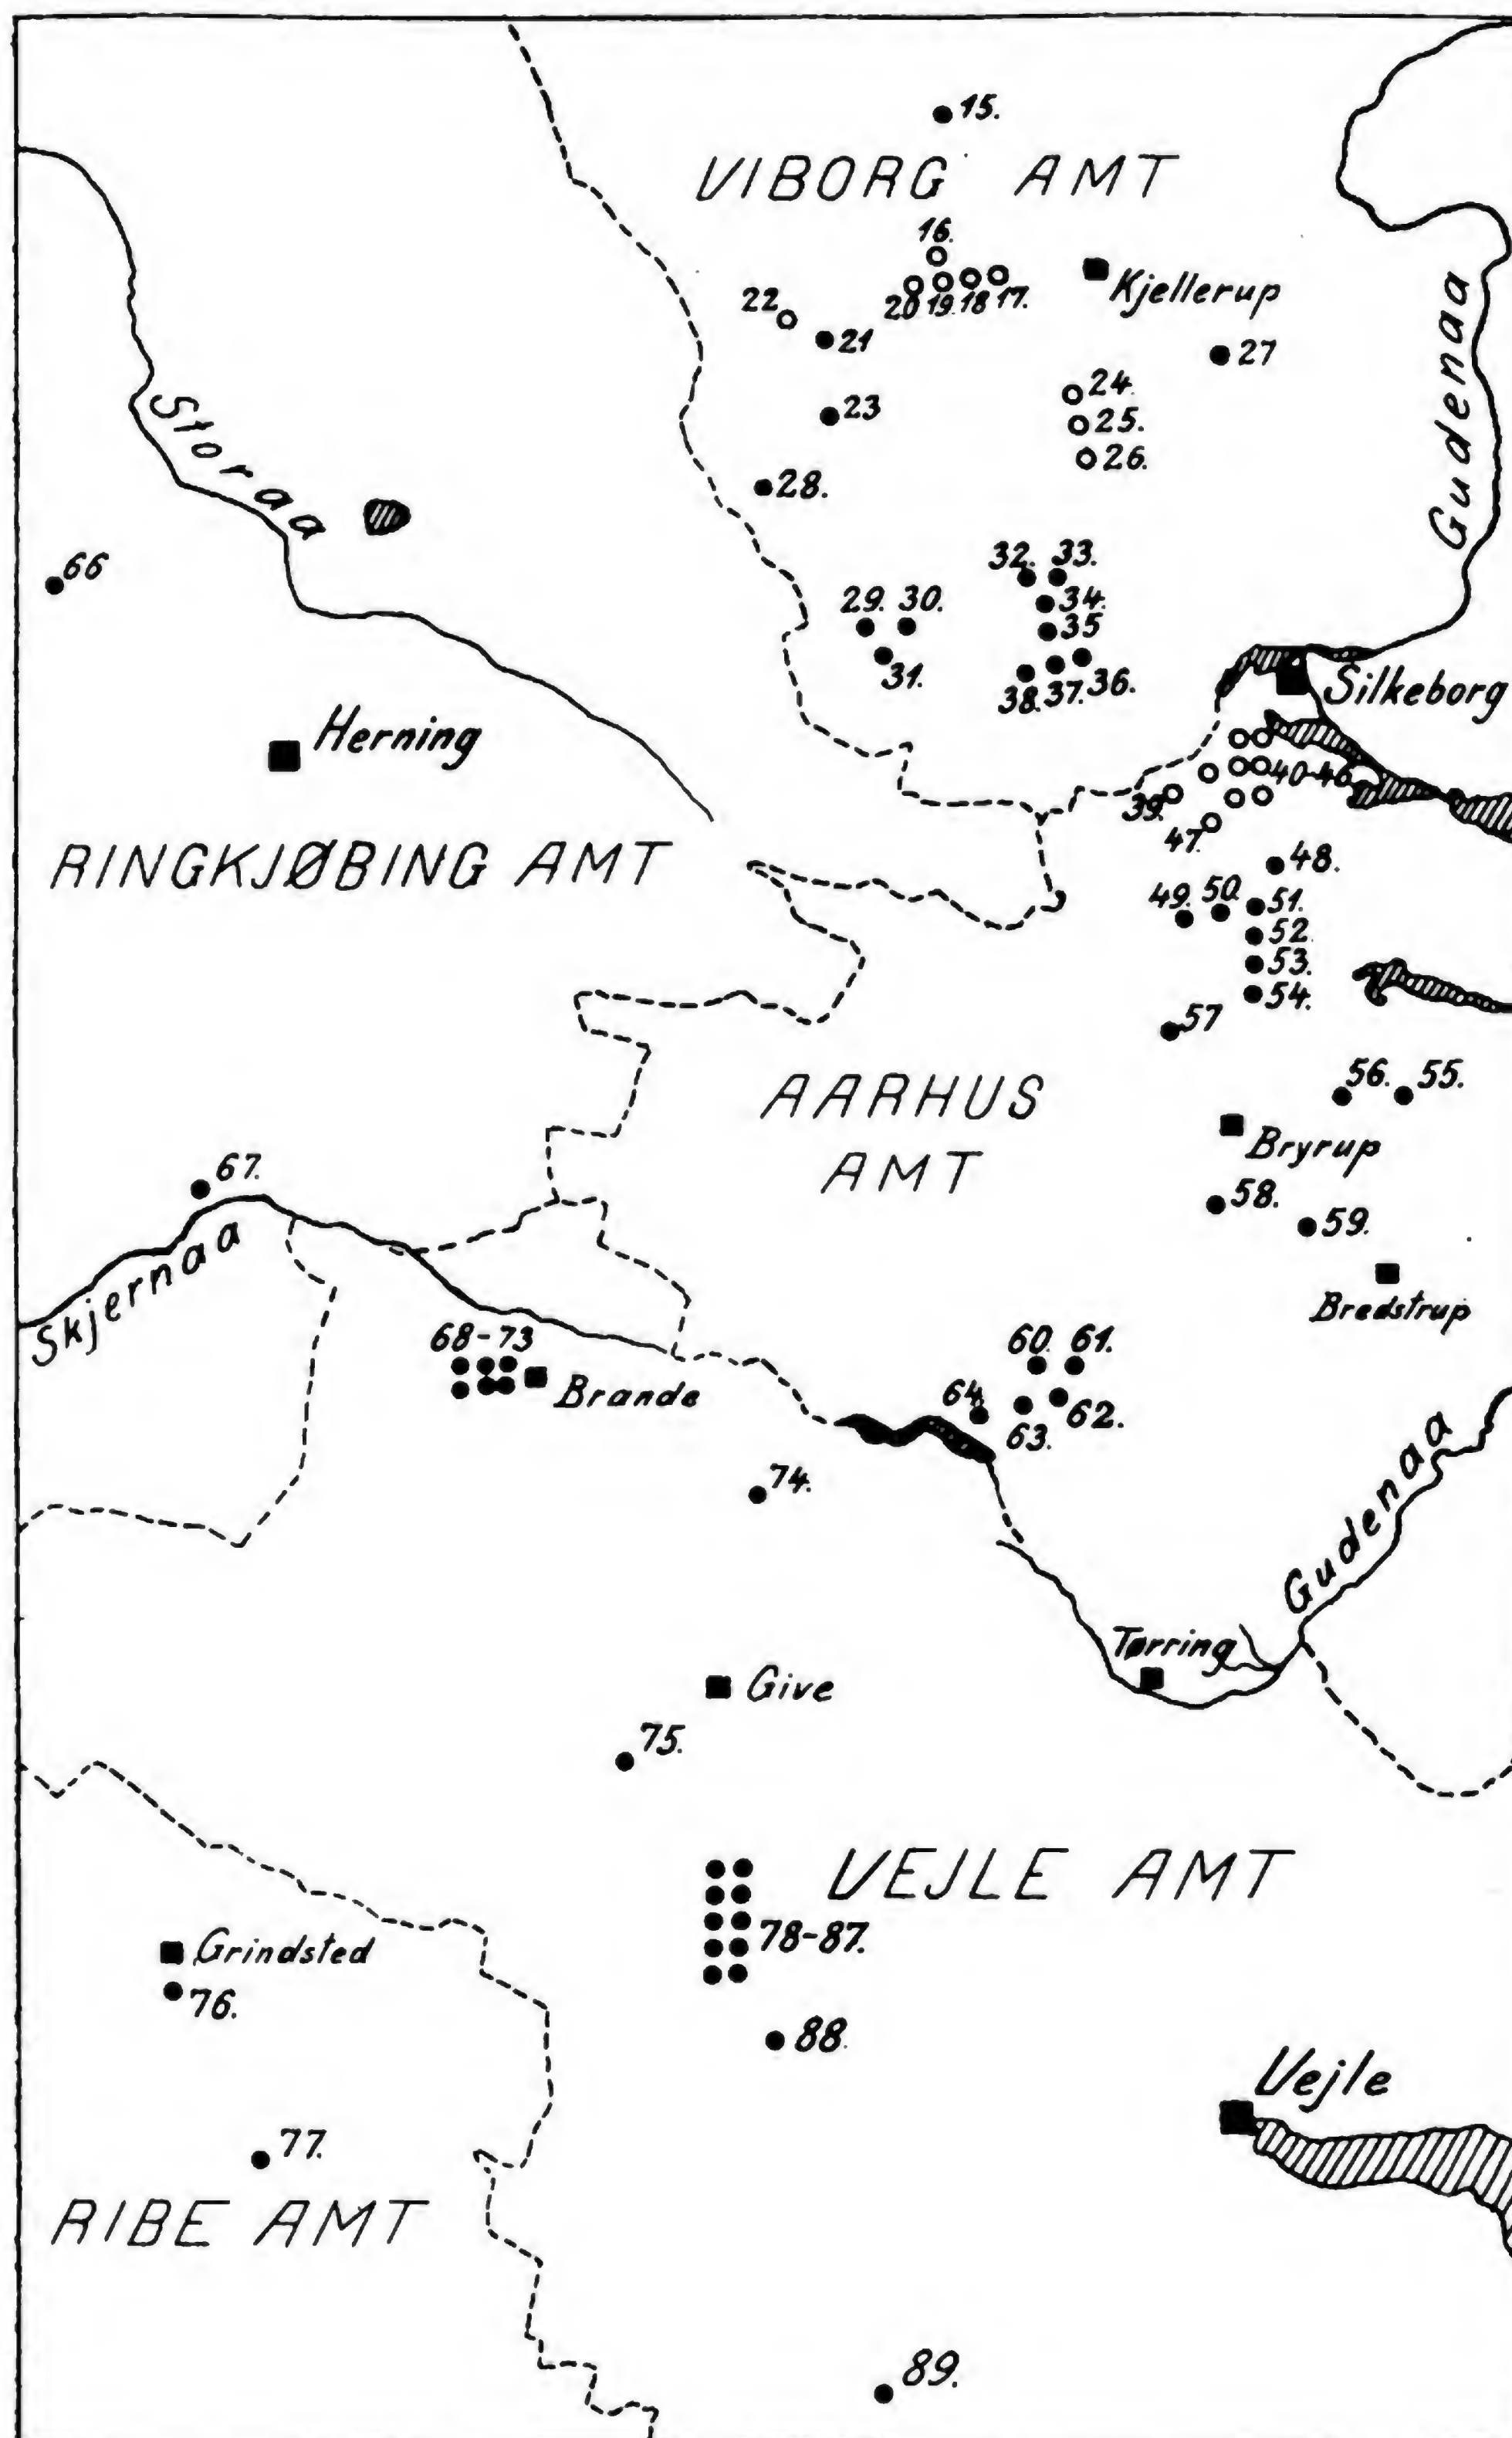 15.
VIBORG AMT
16.
Kjellerup
20 19. 18 17.
22
21
27
Gudenaa
24.
23
25.
26.
28.
Storaa
66
32. 33.
34.
29. 30.
35
31.
38. 37. 36.
Silkeborg
Herning
40-46
39.
47.
RINGKJØBING AMT
48.
49. 50. 51.
52.
53.
54.
57
56. 55.
AARHUS
AMT
Bryrup
67.
58.
59.
Skjernaa
Bredstrup
68-73
60. 61.
Brande
64.
62.
63.
74.
Gudenaa
Tørring
Give
75.
VEJLE AMT
78-87.
Grindsted
76.
88.
Vejle
77.
RIBE AMT
89.